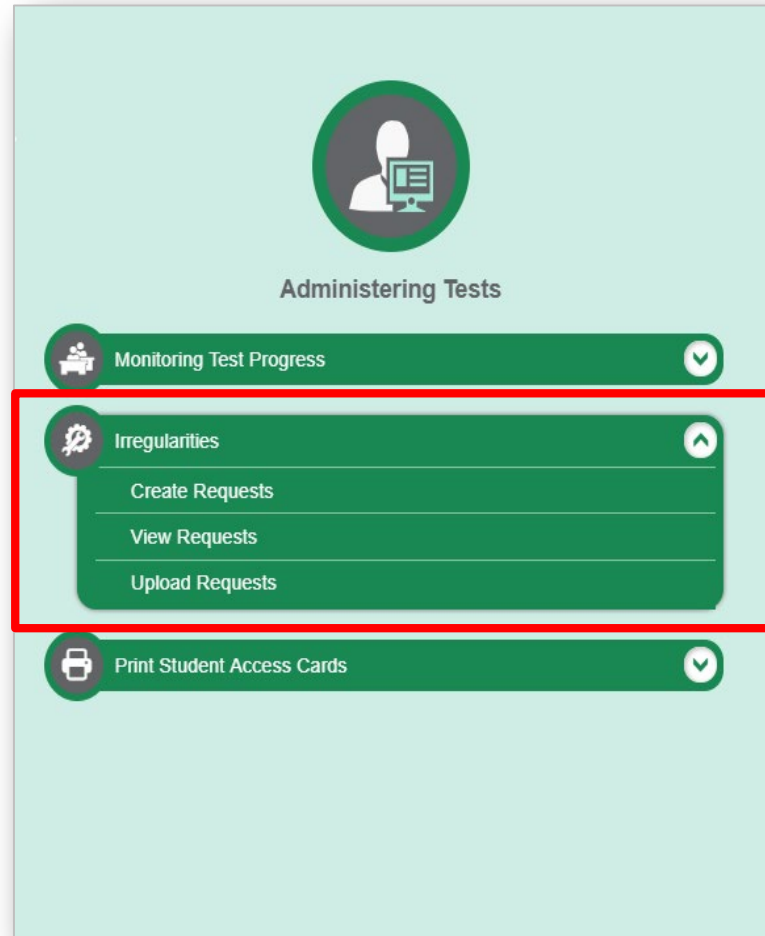 Administering Tests
Monitoring Test Progress
Irregularities
Create Requests
View Requests
Upload Requests
Print Student Access Cards